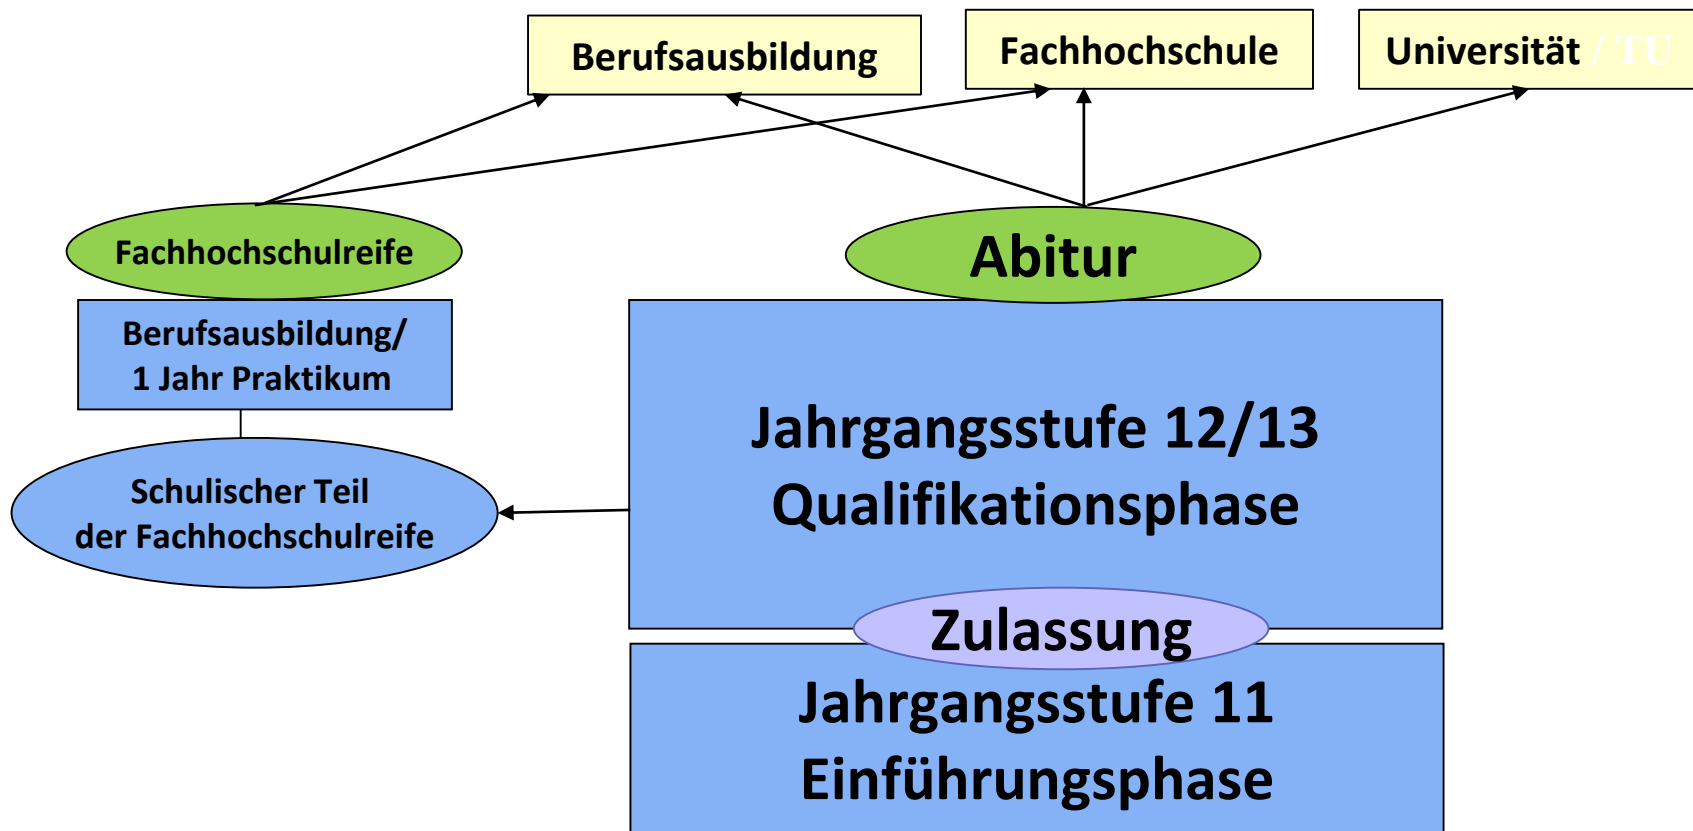 Berufsausbildung
Fachhochschule
Universität / TU
Fachhochschulreife
Abitur
Berufsausbildung/
1 Jahr Praktikum
Jahrgangsstufe 12/13
Qualifikationsphase
Schulischer Teil
der Fachhochschulreife
Zulassung
Jahrgangsstufe 11
Einführungsphase